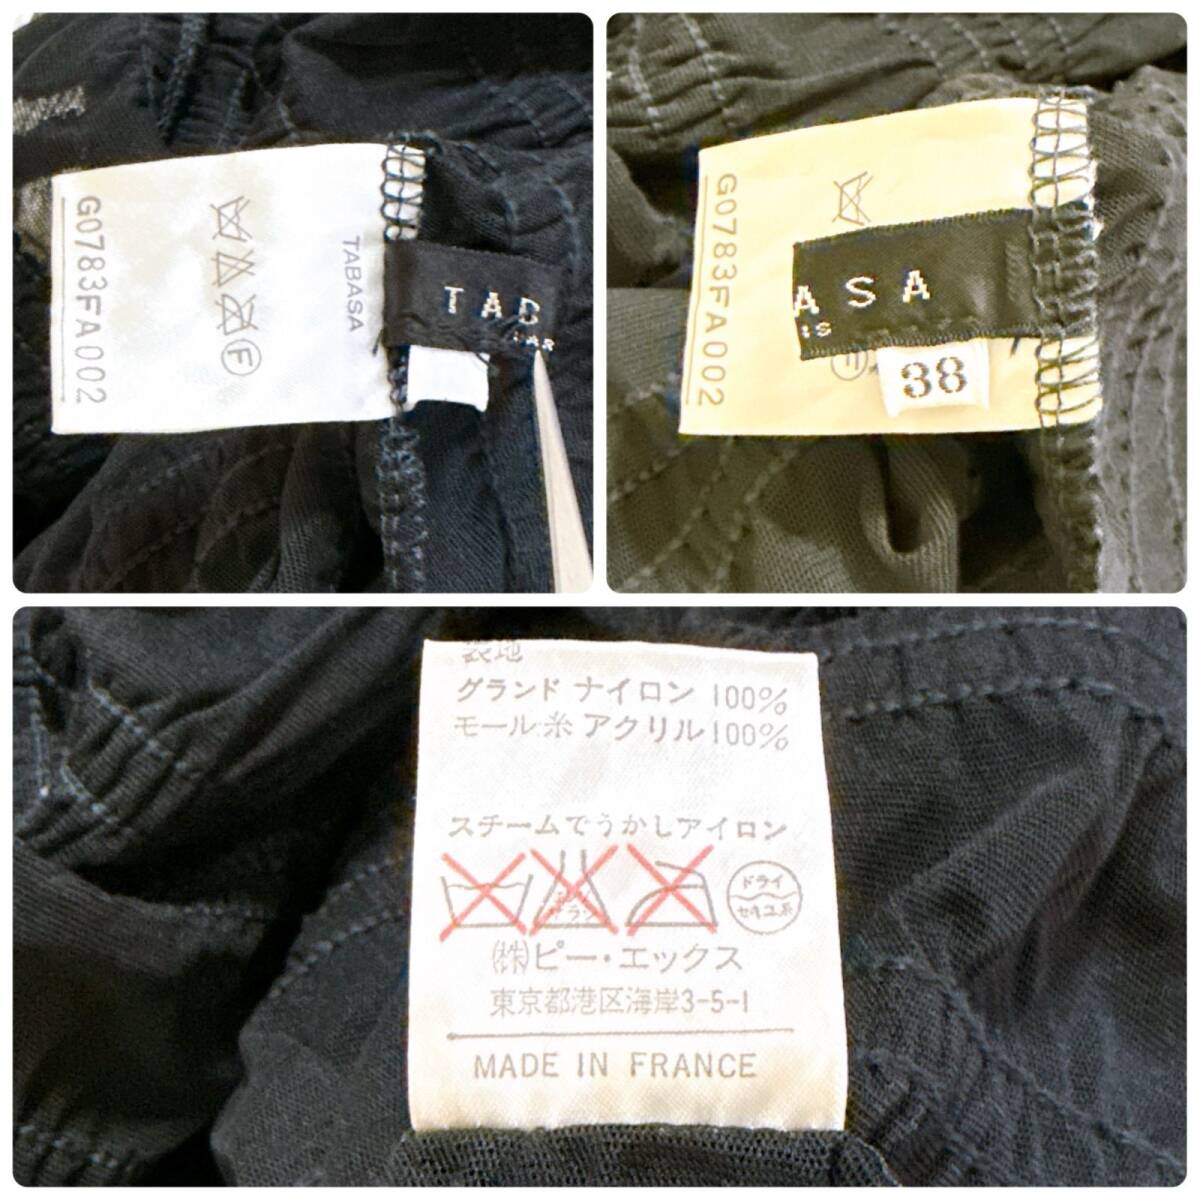 G0783FA002
F
TABASA
TAB
PAR
G0783FA002
ASA
IS
38
表地
グランド ナイロン 100%
モール糸 アクリル 100%
スチームでうかしアイロン
ドライ
セキユ系
㈱ピー・エックス
東京都港区海岸3-5-1
MADE IN FRANCE